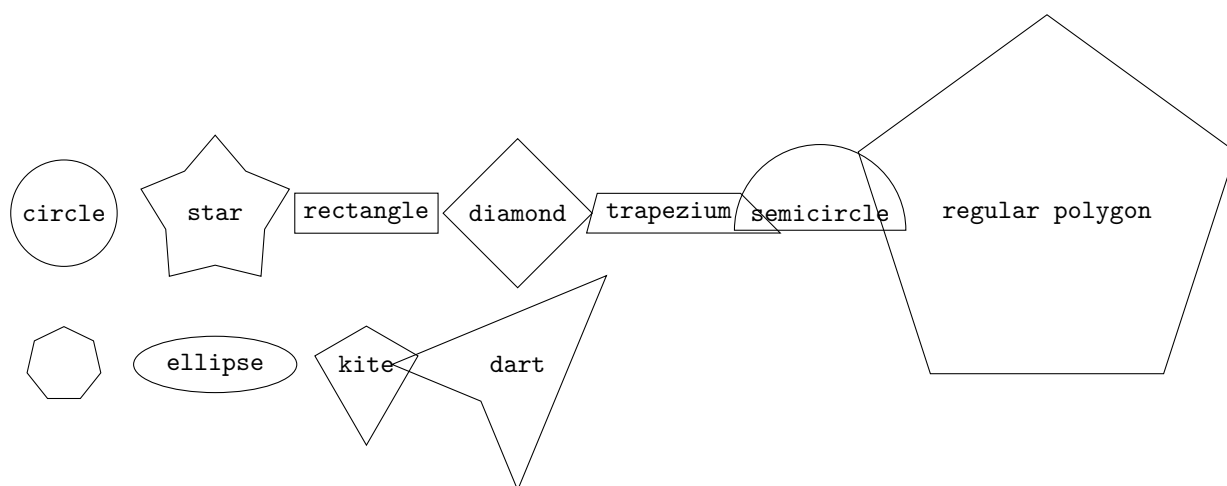 circle star rectangle diamond trapezium semicircle regular polygon
ellipse kite dart